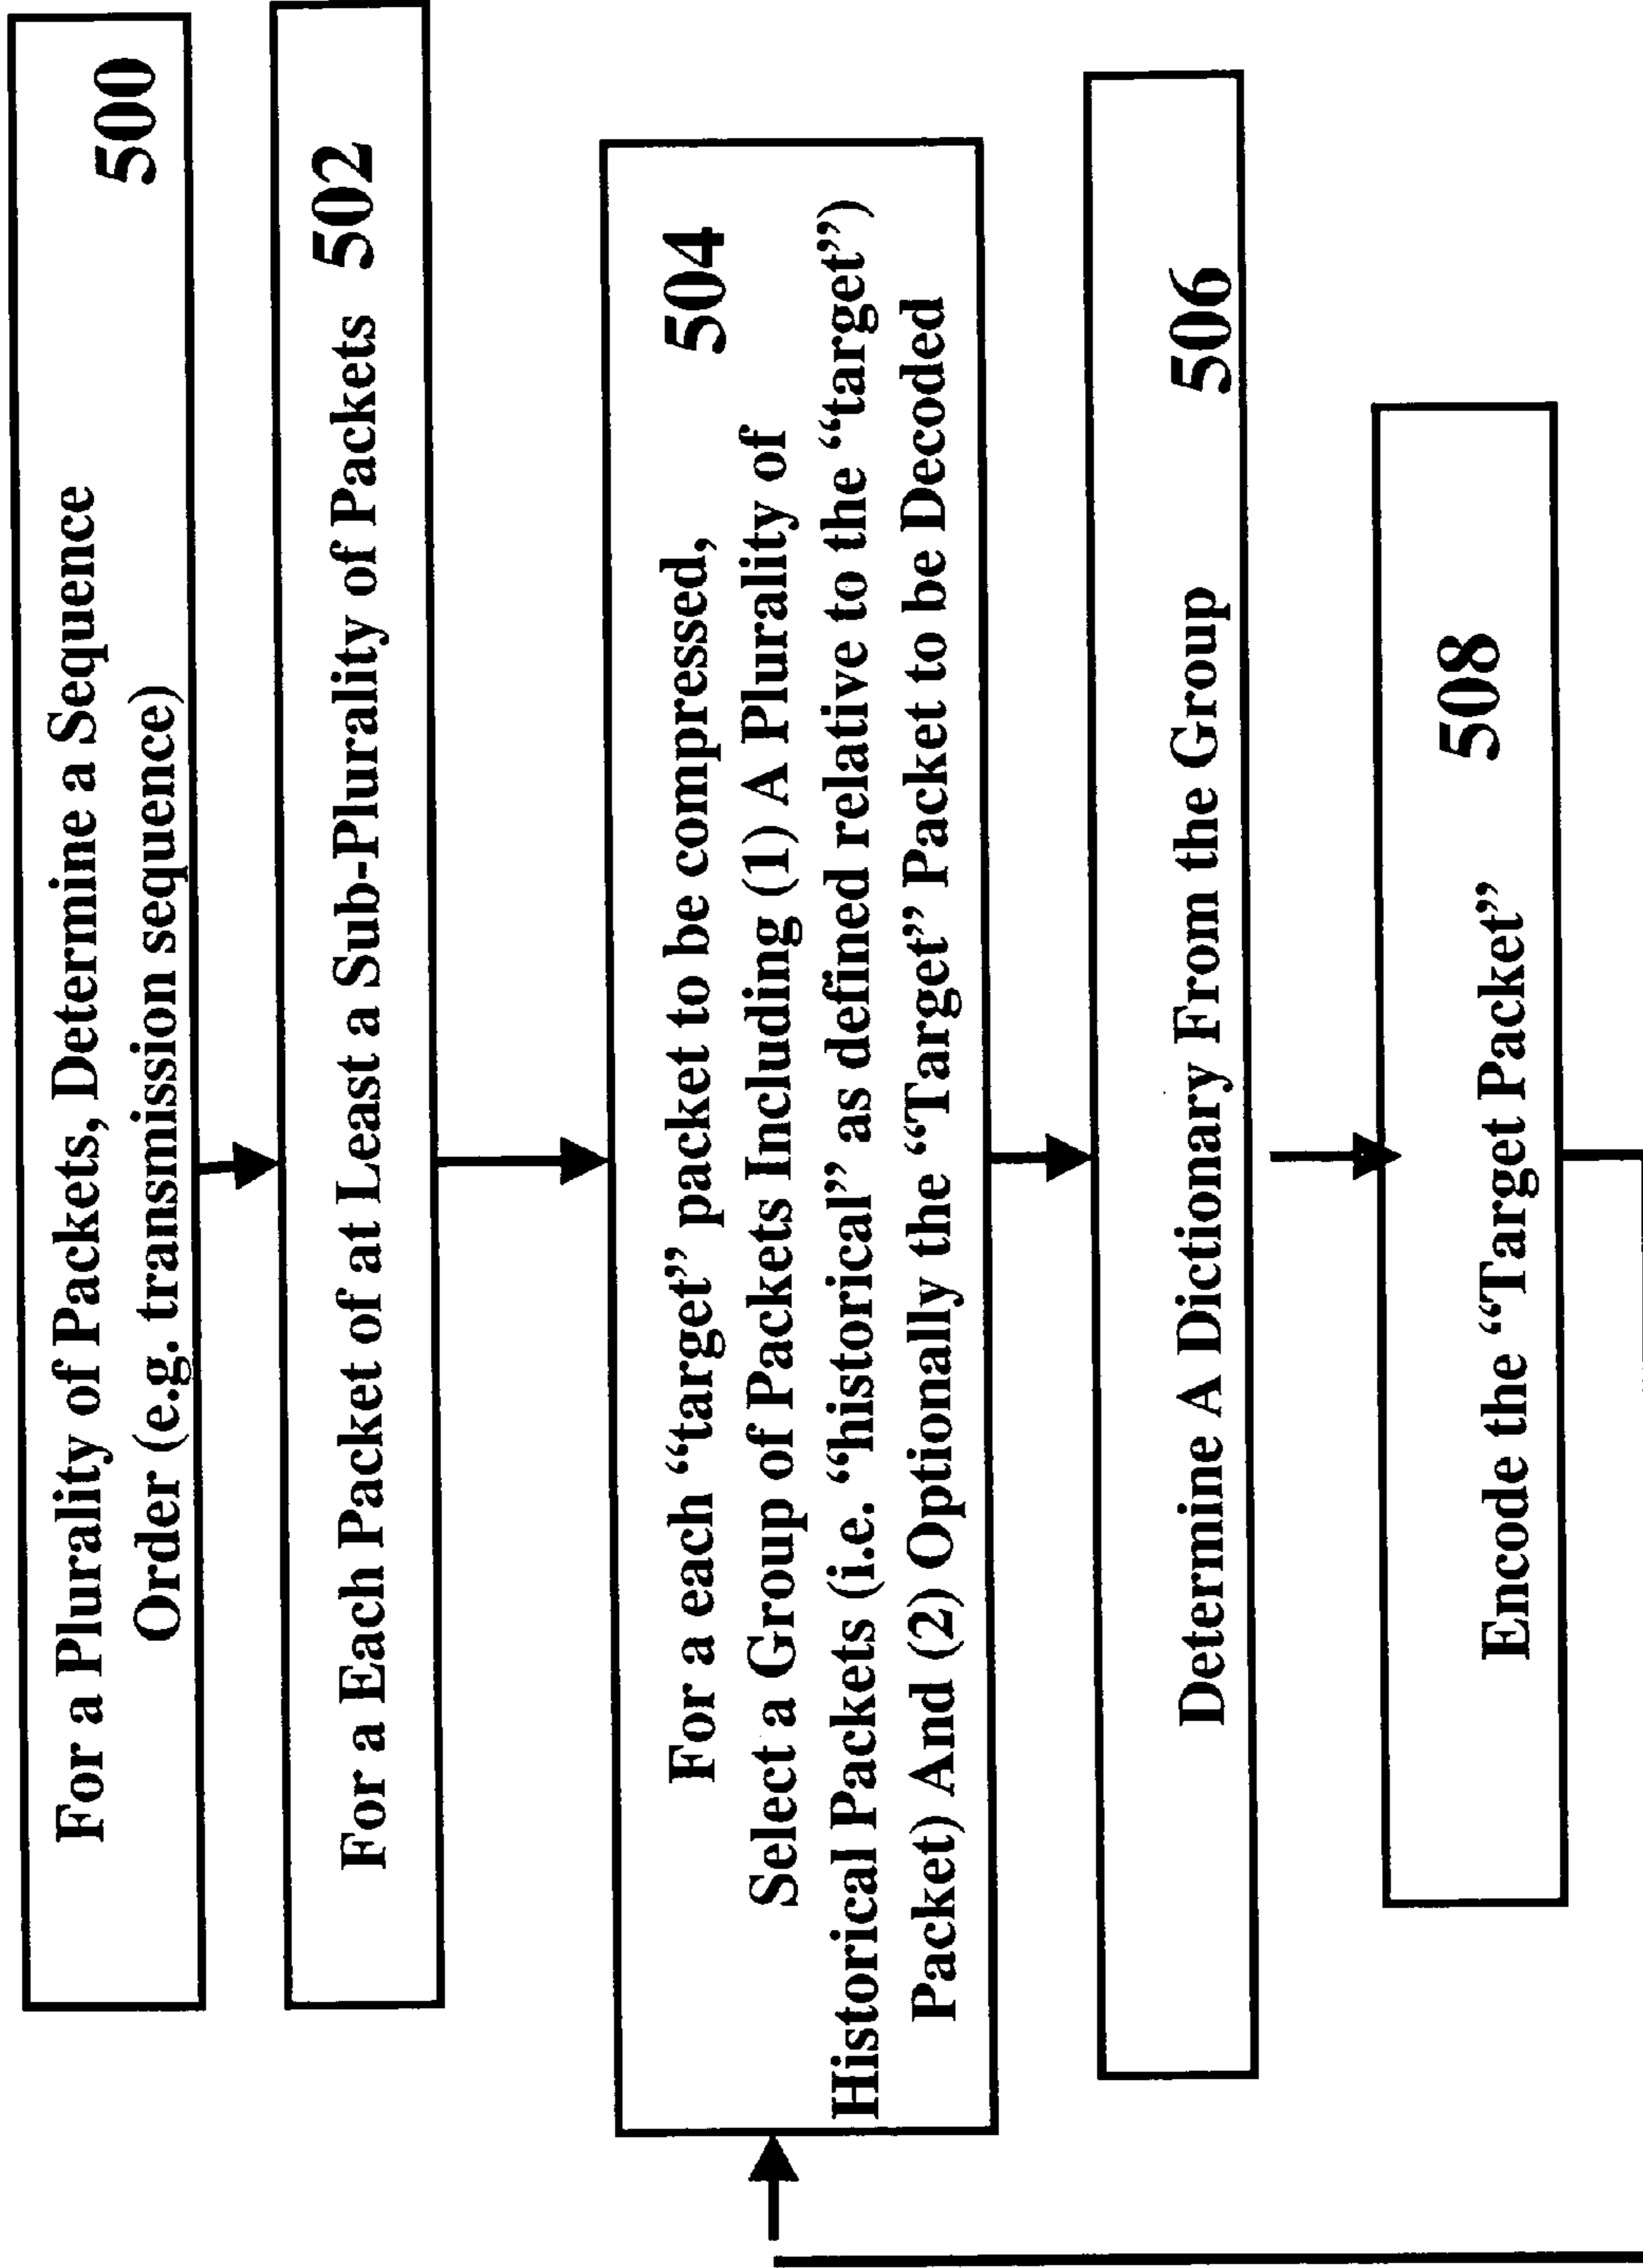 For a Plurality of Packets, Determine a Sequence
Order (e.g. transmission sequence)
500
For a Each Packet of at Least a Sub-Plurality of Packets 502
504
For a each “target” packet to be compressed,
Select a Group of Packets Including (1) A Plurality of
Historical Packets (i.e. “historical” as defined relative to the “target”)
Packet) And (2) Optionally the “Target” Packet to be Decoded
Determine A Dictionary From the Group 506
508
Encode the “Target Packet”